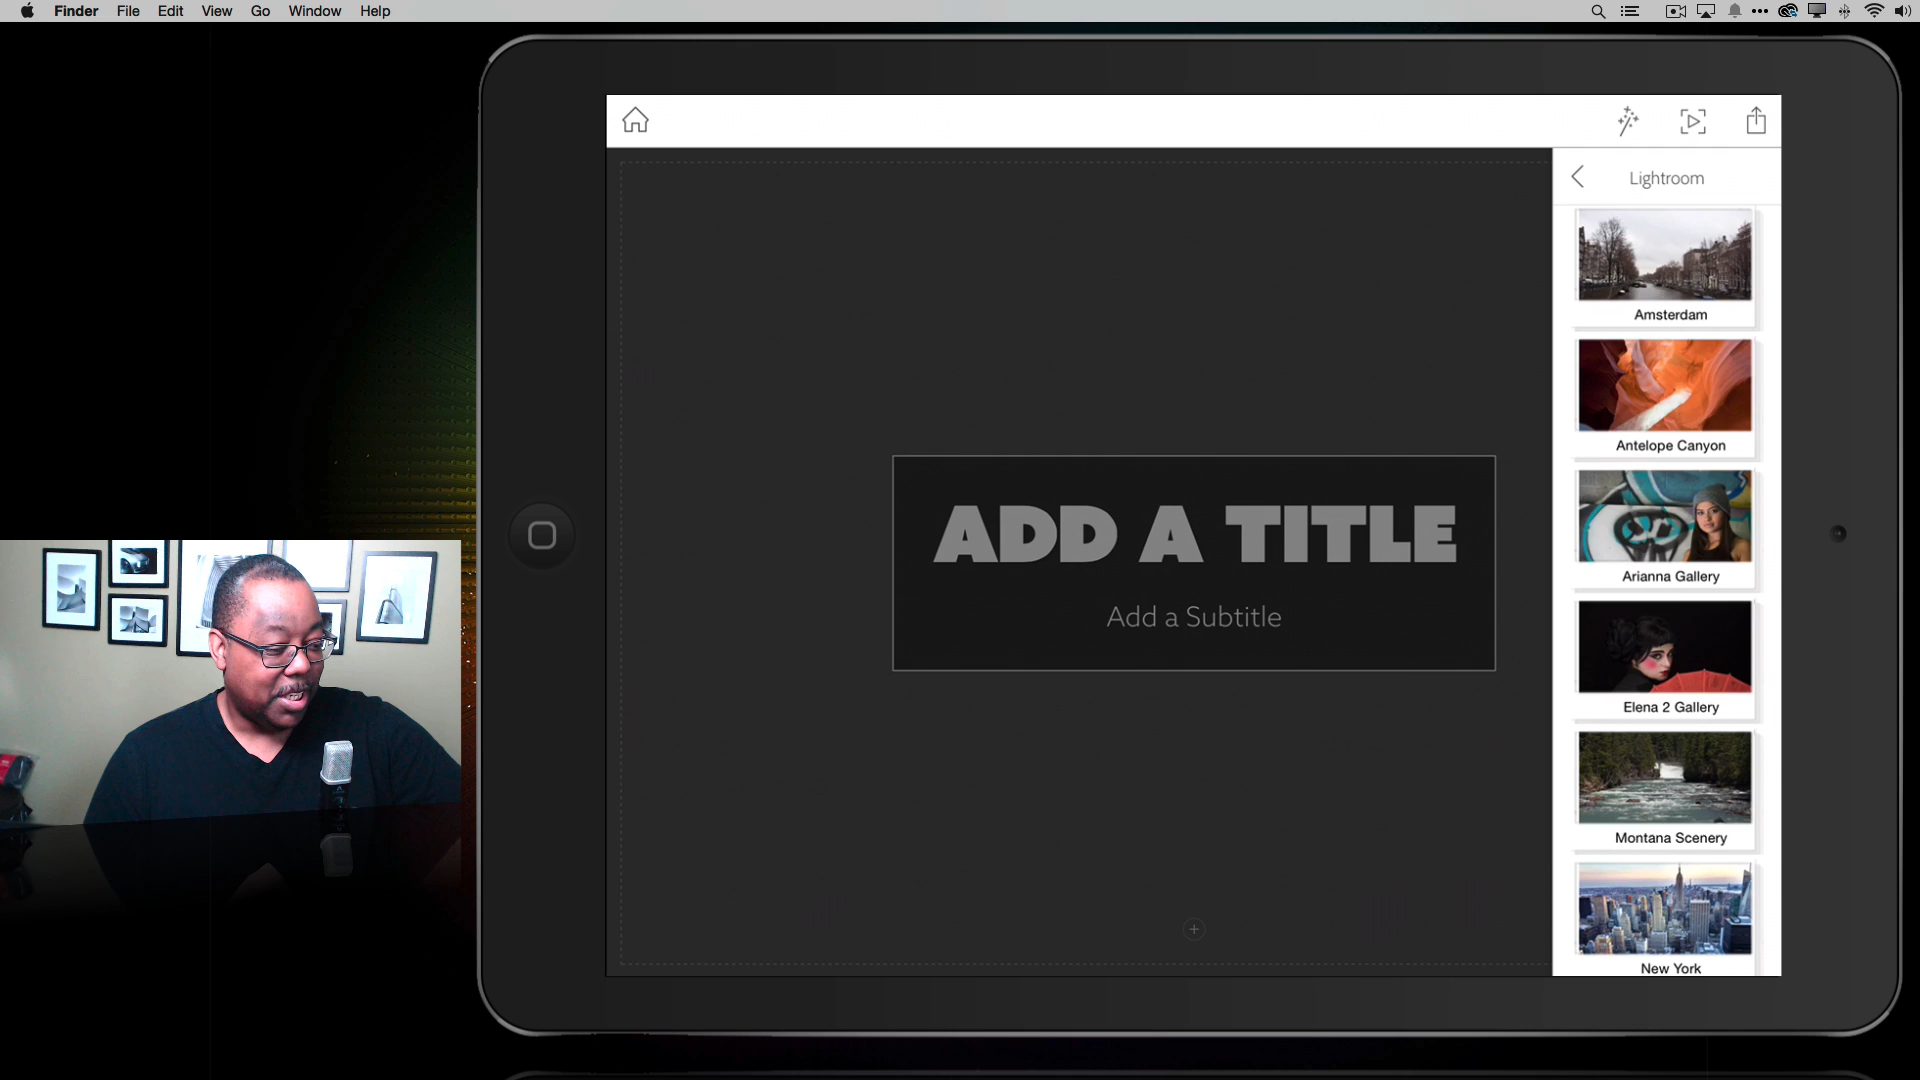 Finder File Edit View Go Window Help
Lightroom
Amsterdam
Antelope Canyon
Arianna Gallery
Elena 2 Gallery
Montana Scenery
New York
ADD A TITLE
Add a Subtitle